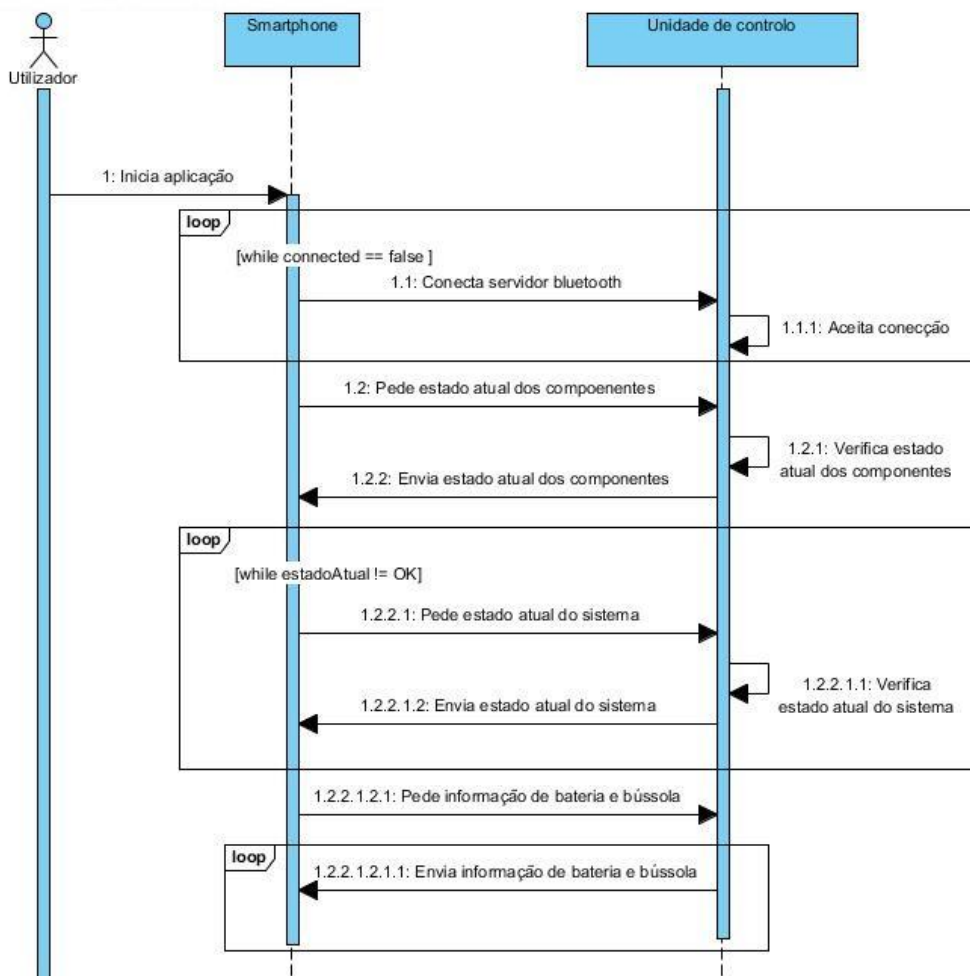 Smartphone
Unidade de controlo
Utilizador
1: Inicia aplicação
loop
[while connected == false ]
1.1: Conecta servidor bluetooth
1.1.1: Aceita conecção
1.2: Pede estado atual dos compoenentes
1.2.1: Verifica estado
atual dos componentes
1.2.2: Envia estado atual dos componentes
loop
[while estadoAtual != OK]
1.2.2.1: Pede estado atual do sistema
1.2.2.1.1: Verifica
estado atual do sistema
1.2.2.1.2: Envia estado atual do sistema
1.2.2.1.2.1: Pede informação de bateria e bússola
loop
1.2.2.1.2.1.1: Envia informação de bateria e bússola